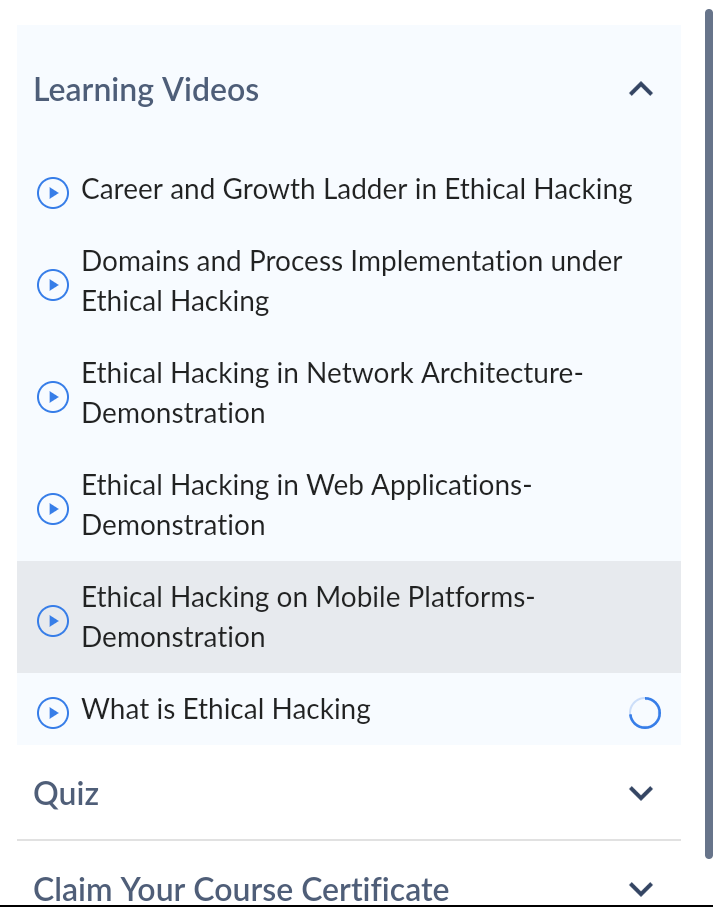 Learning Videos
Career and Growth Ladder in Ethical Hacking
Domains and Process Implementation under
Ethical Hacking
Ethical Hacking in Network Architecture-
Demonstration
Ethical Hacking in Web Applications-
Demonstration
Ethical Hacking on Mobile Platforms-
Demonstration
What is Ethical Hacking
Quiz
Claim Your Course Certificate